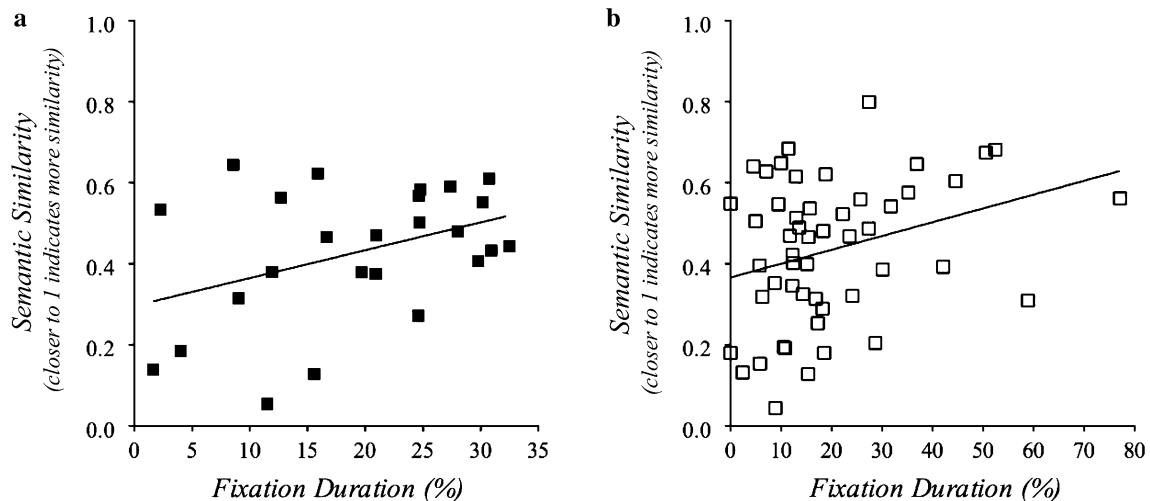 a
Semantic Similarity
(closer to 1 indicates more similarity)
1.0
0.8
0.6
0.4
0.2
0.0
0 5 10 15 20 25 30 35
Fixation Duration (%)
b
Semantic Similarity
(closer to 1 indicates more similarity)
1.0
0.8
0.6
0.4
0.2
0.0
0 10 20 30 40 50 60 70 80
Fixation Duration (%)